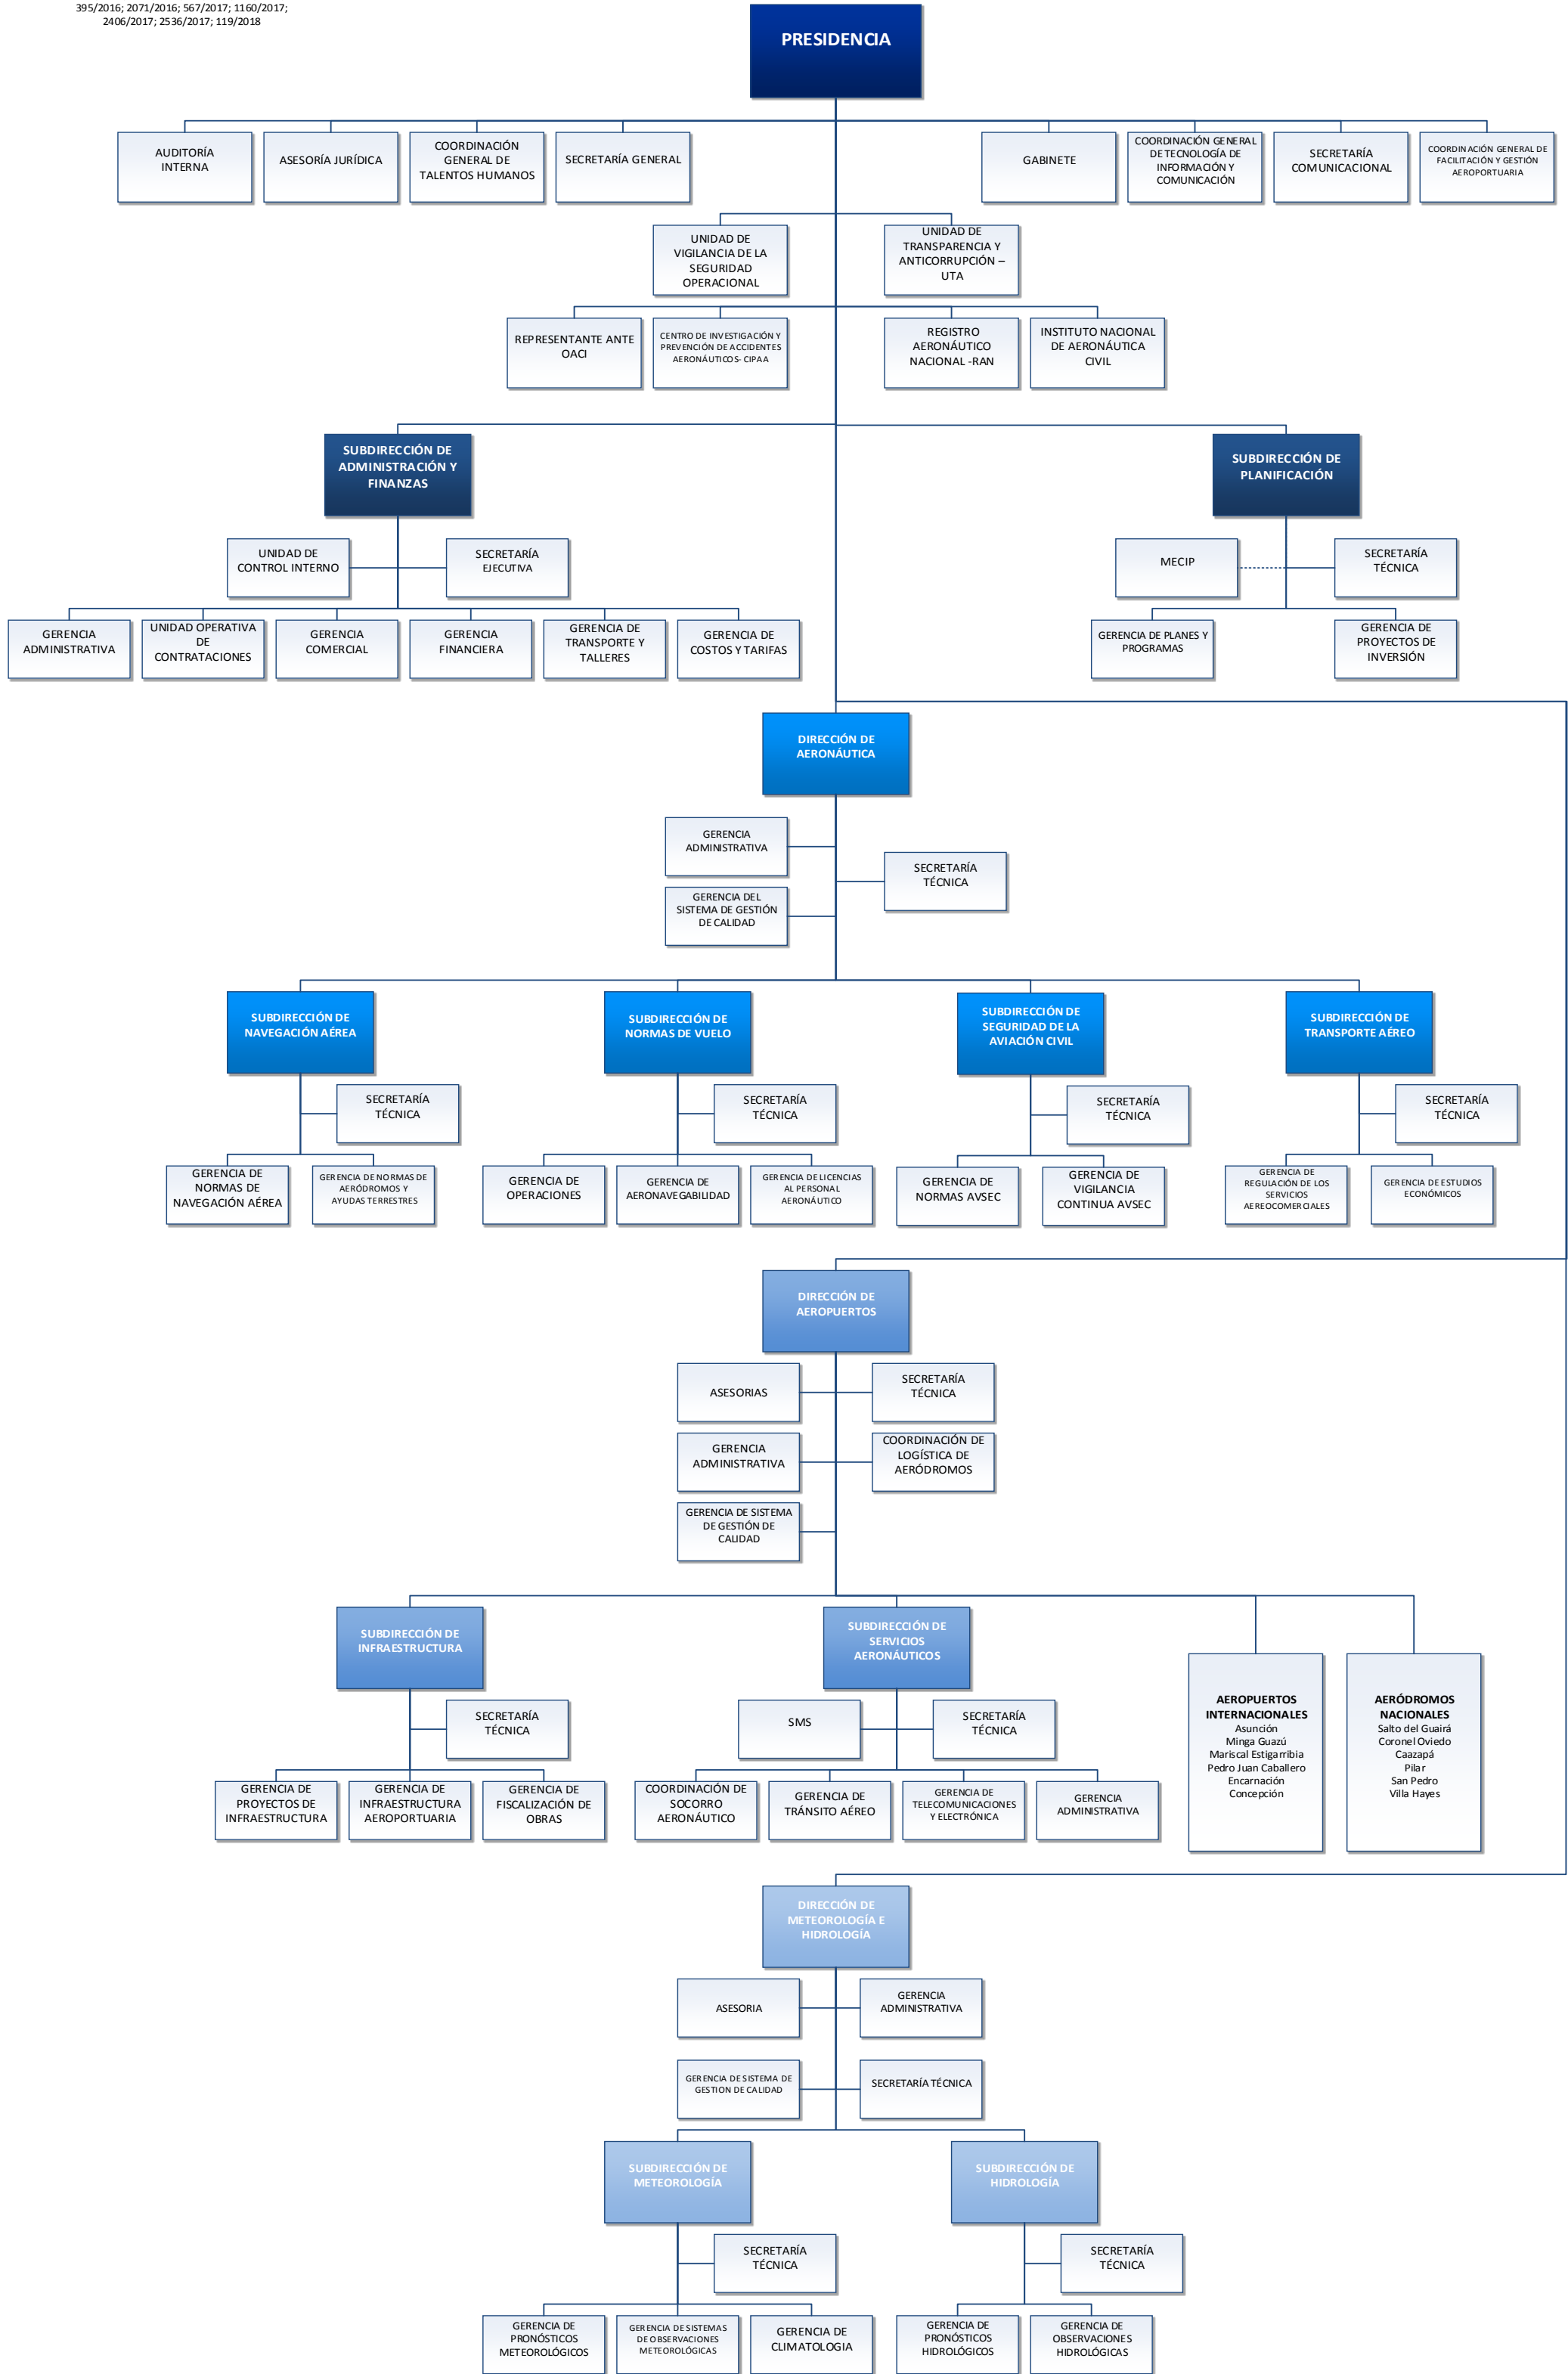 395/2016; 2071/2016; 567/2017; 1160/2017;
2406/2017; 2536/2017; 119/2018
PRESIDENCIA
AUDITORÍA
INTERNA
ASESORÍA JURÍDICA
COORDINACIÓN
GENERAL DE
TALENTOS HUMANOS
SECRETARÍA GENERAL
GABINETE
COORDINACIÓN GENERAL
DE TECNOLOGÍA DE
INFORMACIÓN Y
COMUNICACIÓN
SECRETARÍA
COMUNICACIONAL
COORDINACIÓN GENERAL DE
FACILITACIÓN Y GESTIÓN
AEROPORTUARIA
UNIDAD DE
VIGILANCIA DE LA
SEGURIDAD
OPERACIONAL
UNIDAD DE
TRANSPARENCIA Y
ANTICORRUPCIÓN –
UTA
REPRESENTANTE ANTE
OACI
CENTRO DE INVESTIGACIÓN Y
PREVENCIÓN DE ACCIDENTES
AERONÁUTICOS- CIPAA
REGISTRO
AERONÁUTICO
NACIONAL -RAN
INSTITUTO NACIONAL
DE AERONÁUTICA
CIVIL
SUBDIRECCIÓN DE
ADMINISTRACIÓN Y
FINANZAS
SUBDIRECCIÓN DE
PLANIFICACIÓN
UNIDAD DE
CONTROL INTERNO
SECRETARÍA
EJECUTIVA
MECIP
SECRETARÍA
TÉCNICA
GERENCIA
ADMINISTRATIVA
UNIDAD OPERATIVA
DE
CONTRATACIONES
GERENCIA
COMERCIAL
GERENCIA
FINANCIERA
GERENCIA DE
TRANSPORTE Y
TALLERES
GERENCIA DE
COSTOS Y TARIFAS
GERENCIA DE PLANES Y
PROGRAMAS
GERENCIA DE
PROYECTOS DE
INVERSIÓN
DIRECCIÓN DE
AERONÁUTICA
GERENCIA
ADMINISTRATIVA
SECRETARÍA
TÉCNICA
GERENCIA DEL
SISTEMA DE GESTIÓN
DE CALIDAD
SUBDIRECCIÓN DE
NAVEGACIÓN AÉREA
SUBDIRECCIÓN DE
NORMAS DE VUELO
SUBDIRECCIÓN DE
SEGURIDAD DE LA
AVIACIÓN CIVIL
SUBDIRECCIÓN DE
TRANSPORTE AÉREO
SECRETARÍA
TÉCNICA
SECRETARÍA
TÉCNICA
SECRETARÍA
TÉCNICA
SECRETARÍA
TÉCNICA
GERENCIA DE
NORMAS DE
NAVEGACIÓN AÉREA
GERENCIA DE NORMAS DE
AERÓDROMOS Y
AYUDAS TERRESTRES
GERENCIA DE
OPERACIONES
GERENCIA DE
AERONAVEGABILIDAD
GERENCIA DE LICENCIAS
AL PERSONAL
AERONÁUTICO
GERENCIA DE
NORMAS AVSEC
GERENCIA DE
VIGILANCIA
CONTINUA AVSEC
GERENCIA DE
REGULACIÓN DE LOS
SERVICIOS
AEREOCOMERCIALES
GERENCIA DE ESTUDIOS
ECONÓMICOS
DIRECCIÓN DE
AEROPUERTOS
ASESORIAS
SECRETARÍA
TÉCNICA
GERENCIA
ADMINISTRATIVA
COORDINACIÓN DE
LOGÍSTICA DE
AERÓDROMOS
GERENCIA DE SISTEMA
DE GESTIÓN DE
CALIDAD
SUBDIRECCIÓN DE
INFRAESTRUCTURA
SUBDIRECCIÓN DE
SERVICIOS
AERONÁUTICOS
SECRETARÍA
TÉCNICA
SMS
SECRETARÍA
TÉCNICA
GERENCIA DE
PROYECTOS DE
INFRAESTRUCTURA
GERENCIA DE
INFRAESTRUCTURA
AEROPORTUARIA
GERENCIA DE
FISCALIZACIÓN DE
OBRAS
COORDINACIÓN DE
SOCORRO
AERONÁUTICO
GERENCIA DE
TRÁNSITO AÉREO
GERENCIA DE
TELECOMUNICACIONES
Y ELECTRÓNICA
GERENCIA
ADMINISTRATIVA
AEROPUERTOS
INTERNACIONALES
Asunción
Minga Guazú
Mariscal Estigarribia
Pedro Juan Caballero
Encarnación
Concepción
AERÓDROMOS
NACIONALES
Salto del Guairá
Coronel Oviedo
Caazapá
Pilar
San Pedro
Villa Hayes
DIRECCIÓN DE
METEOROLOGÍA E
HIDROLOGÍA
ASESORIA
GERENCIA
ADMINISTRATIVA
GERENCIA DE SISTEMA DE
GESTION DE CALIDAD
SECRETARÍA TÉCNICA
SUBDIRECCIÓN DE
METEOROLOGÍA
SUBDIRECCIÓN DE
HIDROLOGÍA
SECRETARÍA
TÉCNICA
SECRETARÍA
TÉCNICA
GERENCIA DE
PRONÓSTICOS
METEOROLÓGICOS
GERENCIA DE SISTEMAS
DE OBSERVACIONES
METEOROLÓGICAS
GERENCIA DE
CLIMATOLOGIA
GERENCIA DE
PRONÓSTICOS
HIDROLÓGICOS
GERENCIA DE
OBSERVACIONES
HIDROLÓGICAS